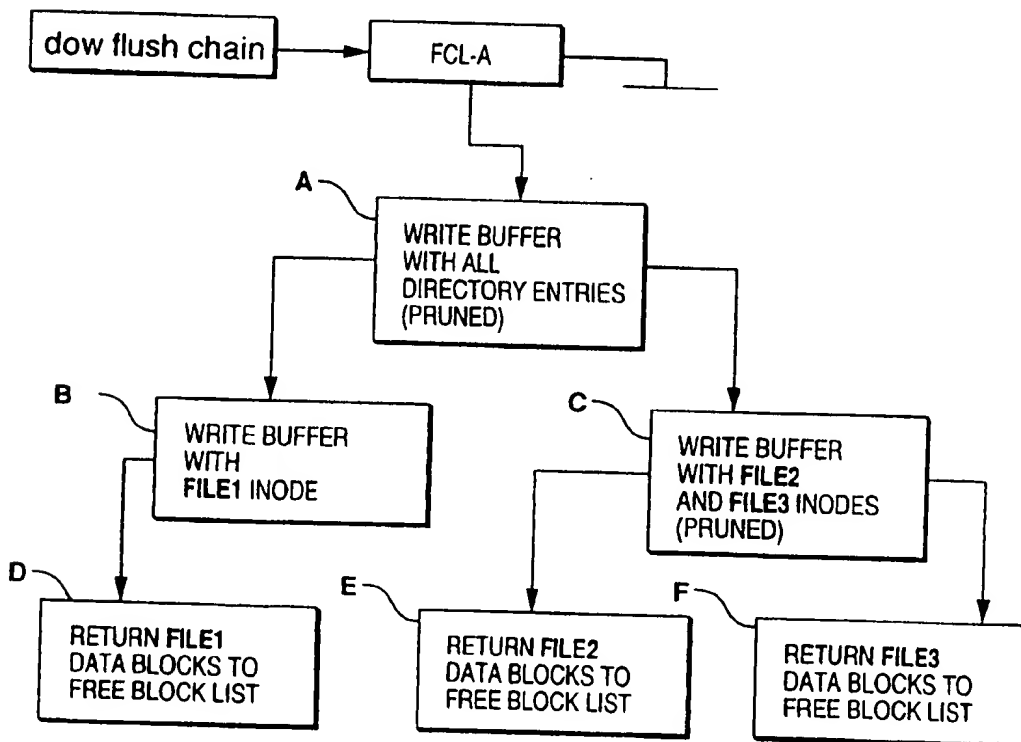 dow flush chain
FCL-A
A
WRITE BUFFER
WITH ALL
DIRECTORY ENTRIES
(PRUNED)
B
WRITE BUFFER
WITH
FILE1 INODE
C
WRITE BUFFER
WITH FILE2
AND FILE3 INODES
(PRUNED)
D
RETURN FILE1
DATA BLOCKS TO
FREE BLOCK LIST
E
RETURN FILE2
DATA BLOCKS TO
FREE BLOCK LIST
F
RETURN FILE3
DATA BLOCKS TO
FREE BLOCK LIST